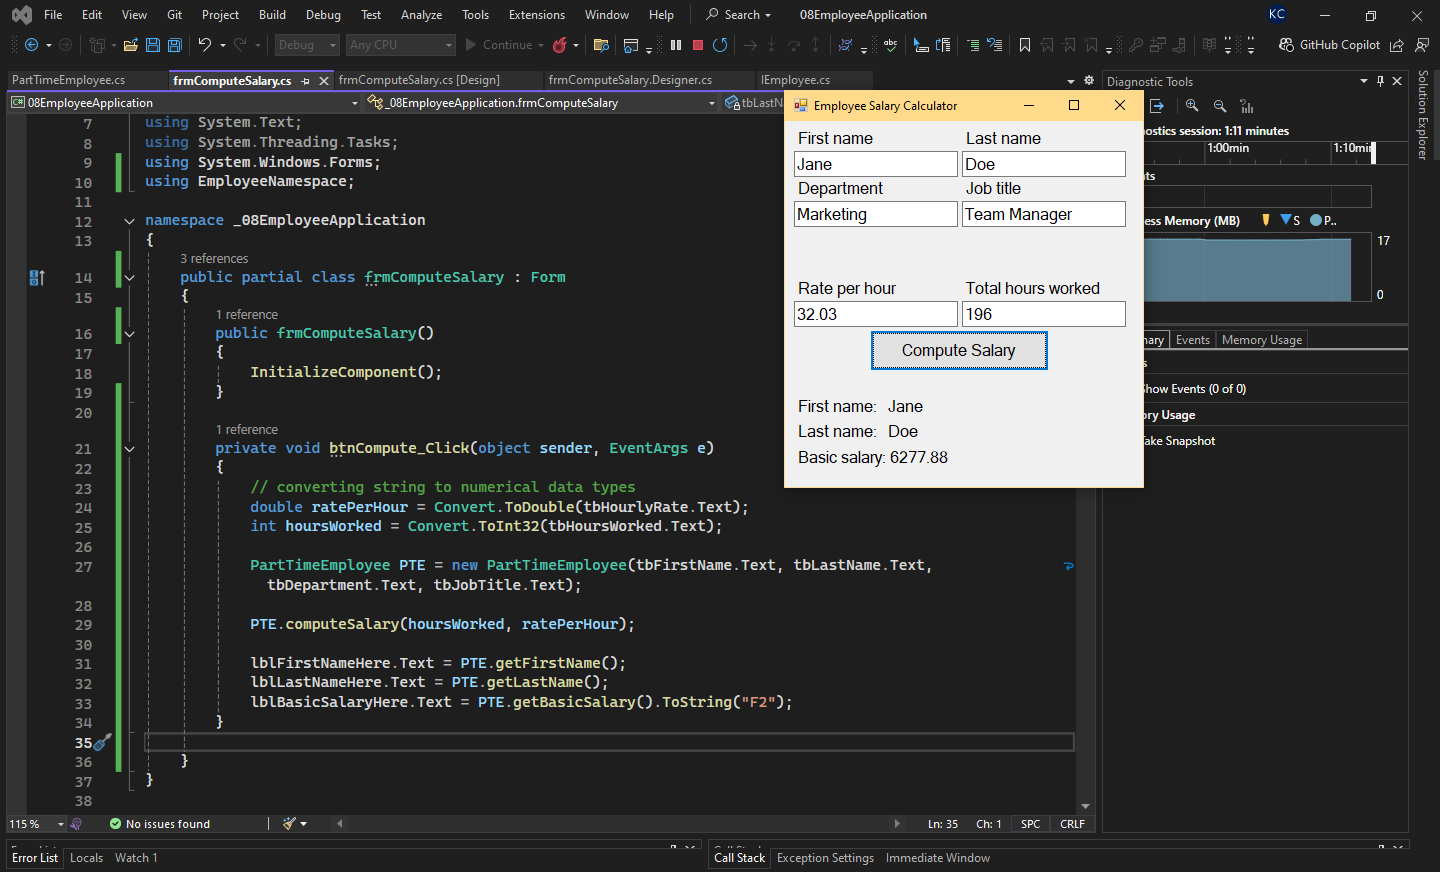 File Edit View Git Project Build Debug Test Analyze Tools Extensions Window Help Search 08EmployeeApplication KC
Debug Any CPU Continue abc GitHub Copilot
PartTimeEmployee.cs frmComputeSalary.cs frmComputeSalary.cs [Design] frmComputeSalary.Designer.cs IEmployee.cs
C# 08EmployeeApplication _08EmployeeApplication.frmComputeSalary tbLastN
7 using System.Text;
8 using System.Threading.Tasks;
9 using System.Windows.Forms;
10 using EmployeeNamespace;
11
12 namespace _08EmployeeApplication
13 {
3 references
14 public partial class frmComputeSalary : Form
15 {
1 reference
16 public frmComputeSalary()
17 {
18 InitializeComponent();
19 }
20
1 reference
21 private void btnCompute_Click(object sender, EventArgs e)
22 {
23 // converting string to numerical data types
24 double ratePerHour = Convert.ToDouble(tbHourlyRate.Text);
25 int hoursWorked = Convert.ToInt32(tbHoursWorked.Text);
26
27 PartTimeEmployee PTE = new PartTimeEmployee(tbFirstName.Text, tbLastName.Text,
tbDepartment.Text, tbJobTitle.Text);
28
29 PTE.computeSalary(hoursWorked, ratePerHour);
30
31 lblFirstNameHere.Text = PTE.getFirstName();
32 lblLastNameHere.Text = PTE.getLastName();
33 lblBasicSalaryHere.Text = PTE.getBasicSalary().ToString("F2");
34 }
35
36 }
37 }
38
115 % No issues found Ln: 35 Ch: 1 SPC CRLF
Error List Locals Watch 1
Call Stack Exception Settings Immediate Window
Employee Salary Calculator
First name Last name
Jane Doe
Department Job title
Marketing Team Manager
Rate per hour Total hours worked
32.03 196
Compute Salary
First name: Jane
Last name: Doe
Basic salary: 6277.88
Diagnostic Tools
nostics session: 1:11 minutes
1:00min 1:10mi
ts
ess Memory (MB) S P..
17
0
nary Events Memory Usage
s
Show Events (0 of 0)
ory Usage
Take Snapshot
Solution Explorer